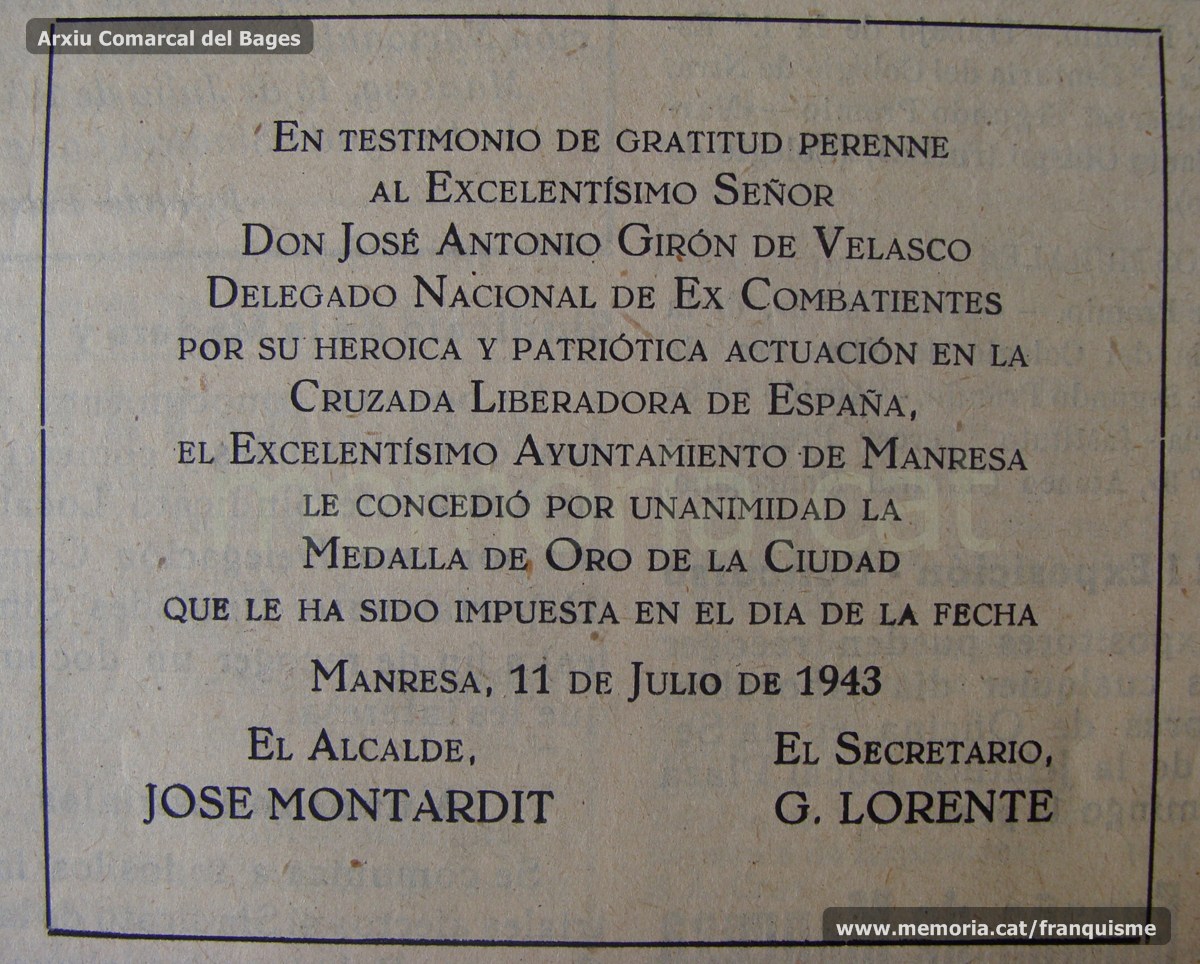 Arxiu Comarcal del Bages
En testimonio de gratitud perenne
al Excelentísimo Señor
Don José Antonio Girón de Velasco
Delegado Nacional de Ex Combatientes
por su heroica y patriótica actuación en la
Cruzada Liberadora de España,
el Excelentísimo Ayuntamiento de Manresa
le concedió por unanimidad la
Medalla de Oro de la Ciudad
que le ha sido impuesta en el dia de la fecha
Manresa, 11 de Julio de 1943
El Alcalde,
JOSE MONTARDIT
El Secretario,
G. LORENTE
www.memoria.cat/franquisme